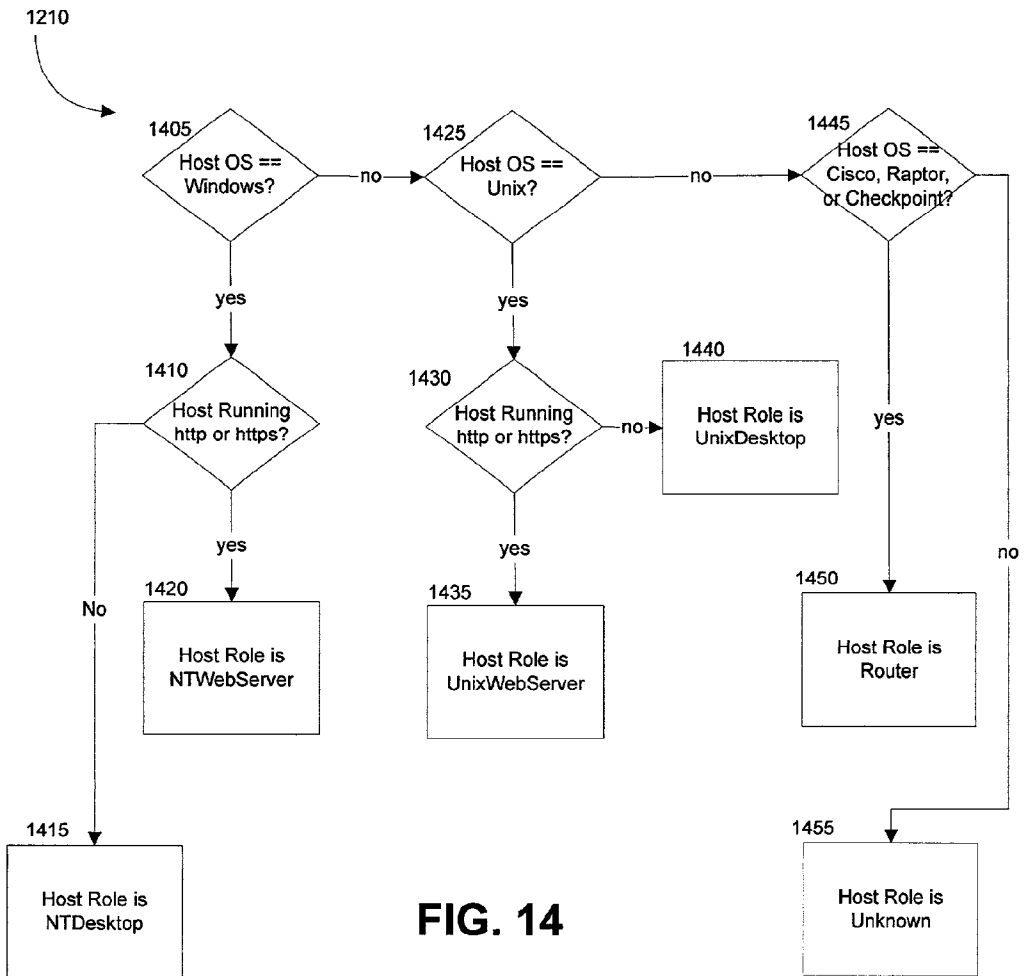 1210
1405
Host OS ==
Windows?
no
1425
Host OS ==
Unix?
no
1445
Host OS ==
Cisco, Raptor,
or Checkpoint?
yes
yes
yes
no
1410
Host Running
http or https?
No
yes
1430
Host Running
http or https?
no
yes
1440
Host Role is
UnixDesktop
1420
Host Role is
NTWebServer
1435
Host Role is
UnixWebServer
1450
Host Role is
Router
1415
Host Role is
NTDesktop
1455
Host Role is
Unknown
FIG. 14